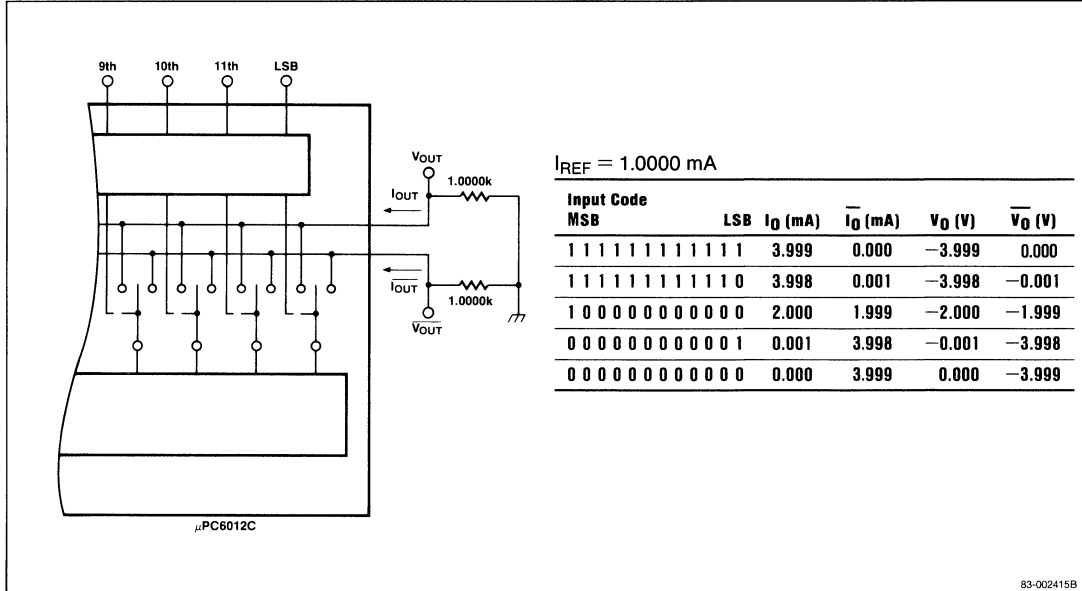 9th 10th 11th LSB
V̅OUT
1.0000k
IOUT
I̅OUT
1.0000k
VOUT
μPC6012C
IREF = 1.0000 mA
Input Code
MSB LSB IO (mA) I̅O (mA) VO (V) V̅O (V)
1 1 1 1 1 1 1 1 1 1 1 1 3.999 0.000 −3.999 0.000
1 1 1 1 1 1 1 1 1 1 1 0 3.998 0.001 −3.998 −0.001
1 0 0 0 0 0 0 0 0 0 0 0 2.000 1.999 −2.000 −1.999
0 0 0 0 0 0 0 0 0 0 0 1 0.001 3.998 −0.001 −3.998
0 0 0 0 0 0 0 0 0 0 0 0 0.000 3.999 0.000 −3.999
83-002415B